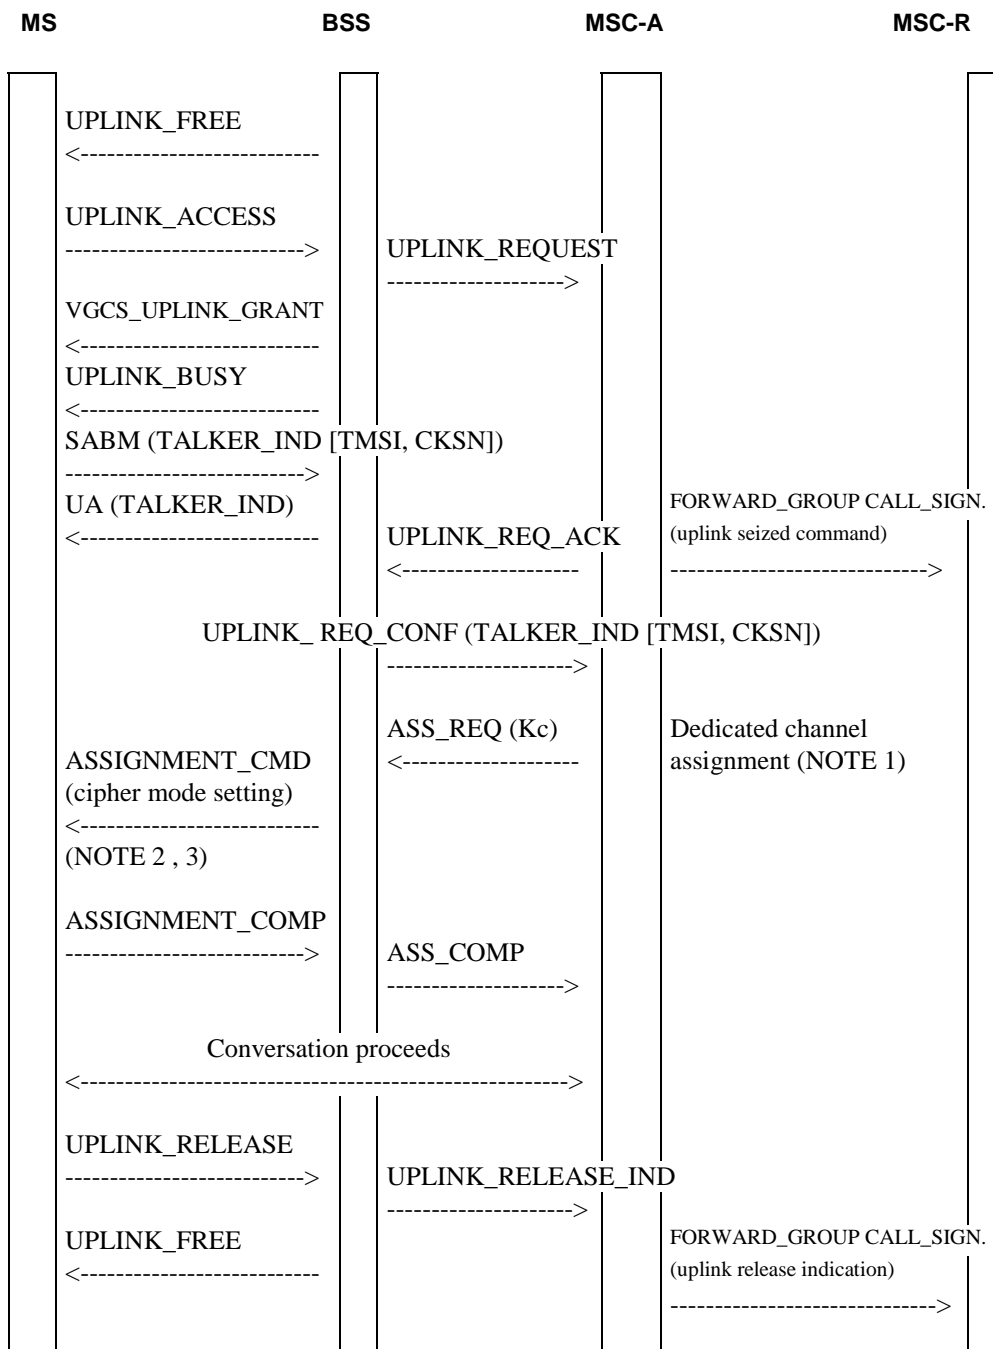 MS BSS MSC-A MSC-R
UPLINK_FREE
<---------------------------
UPLINK_ACCESS
--------------------------->
UPLINK_REQUEST
-------------------->
VGCS_UPLINK_GRANT
<---------------------------
UPLINK_BUSY
<---------------------------
SABM (TALKER_IND [TMSI, CKSN])
--------------------------->
UA (TALKER_IND)
<---------------------------
FORWARD_GROUP CALL_SIGN.
(uplink seized command)
UPLINK_REQ_ACK
<--------------------
----------------------------->
UPLINK_ REQ_CONF (TALKER_IND [TMSI, CKSN])
--------------------->
ASS_REQ (Kc)
<--------------------
Dedicated channel
assignment (NOTE 1)
ASSIGNMENT_CMD
(cipher mode setting)
<---------------------------
(NOTE 2 , 3)
ASSIGNMENT_COMP
--------------------------->
ASS_COMP
-------------------->
Conversation proceeds
<------------------------------------------------------->
UPLINK_RELEASE
--------------------------->
UPLINK_RELEASE_IND
--------------------->
UPLINK_FREE
<---------------------------
FORWARD_GROUP CALL_SIGN.
(uplink release indication)
------------------------------>